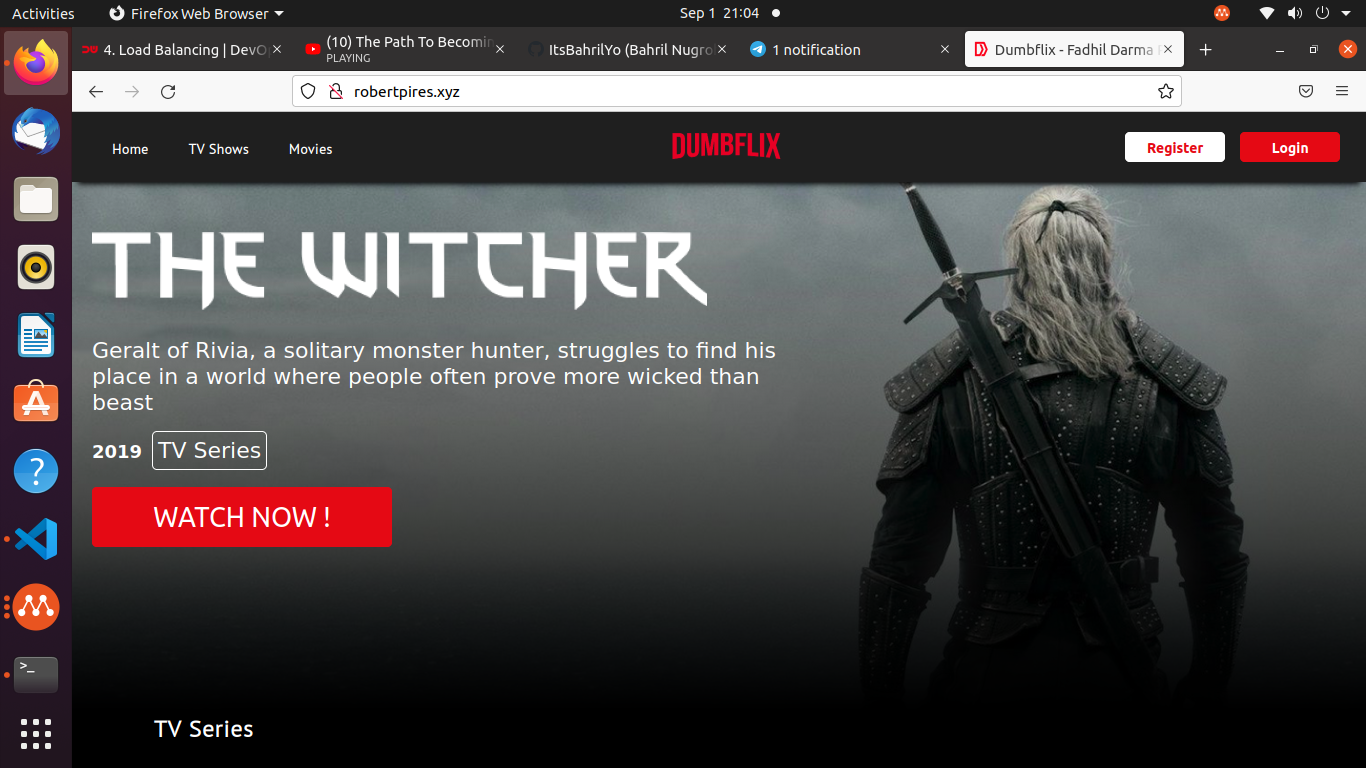 Activities
Firefox Web Browser
Sep 1 21:04
4. Load Balancing | DevO
(10) The Path To Becomin
PLAYING
ItsBahrilYo (Bahril Nugro
1 notification
Dumbflix - Fadhil Darma
robertpires.xyz
Home
TV Shows
Movies
DUMBFLIX
Register
Login
THE WITCHER
Geralt of Rivia, a solitary monster hunter, struggles to find his
place in a world where people often prove more wicked than
beast
2019
TV Series
WATCH NOW !
TV Series